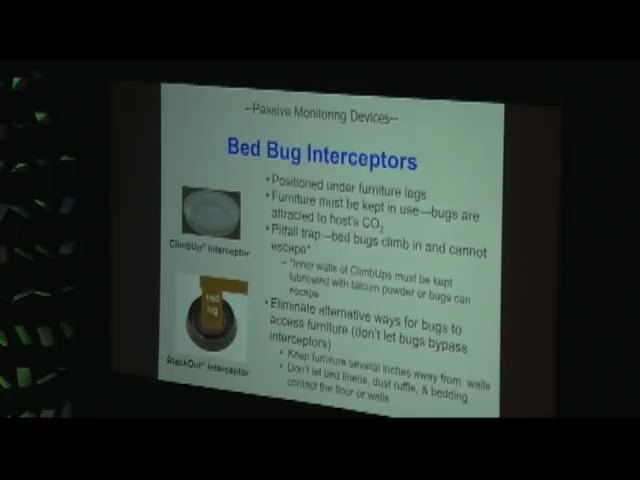 --Passive Monitoring Devices--
Bed Bug Interceptors
• Positioned under furniture legs
• Furniture must be kept in use—bugs are
attracted to host's CO2
• Pitfall trap—bed bugs climb in and cannot
escape*
– *Inner walls of ClimbUps must be kept
lubricated with talcum powder or bugs can
escape
• Eliminate alternative ways for bugs to
access furniture (don't let bugs bypass
interceptors)
• Keep furniture several inches away from walls
• Don't let bed linens, dust ruffle, & bedding
contact the floor or walls
ClimbUp® Interceptor
bed
leg
BlackOut® Interceptor